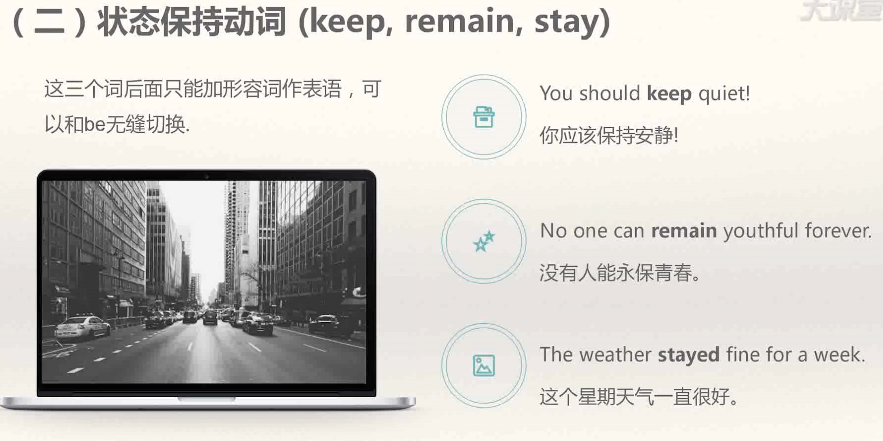 （二）状态保持动词 (keep, remain, stay)
大课堂
这三个词后面只能加形容词作表语，可
以和be无缝切换.
You should keep quiet!
你应该保持安静!
No one can remain youthful forever.
没有人能永保青春。
The weather stayed fine for a week.
这个星期天气一直很好。